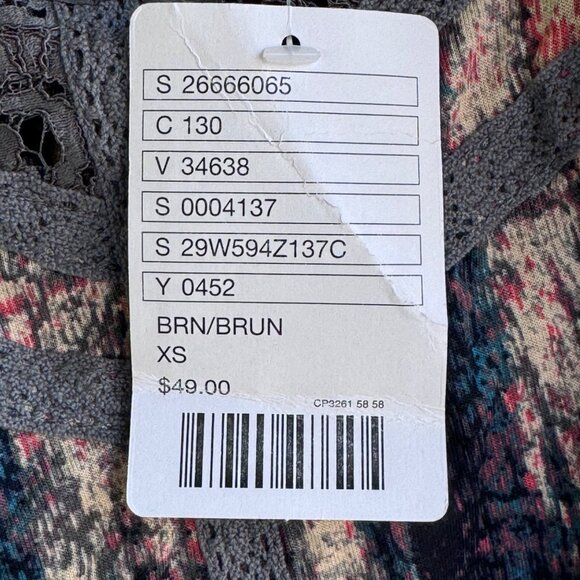 S 26666065
C 130
V 34638
S 0004137
S 29W594Z137C
Y 0452
BRN/BRUN
XS
$49.00
CP3261 58 58